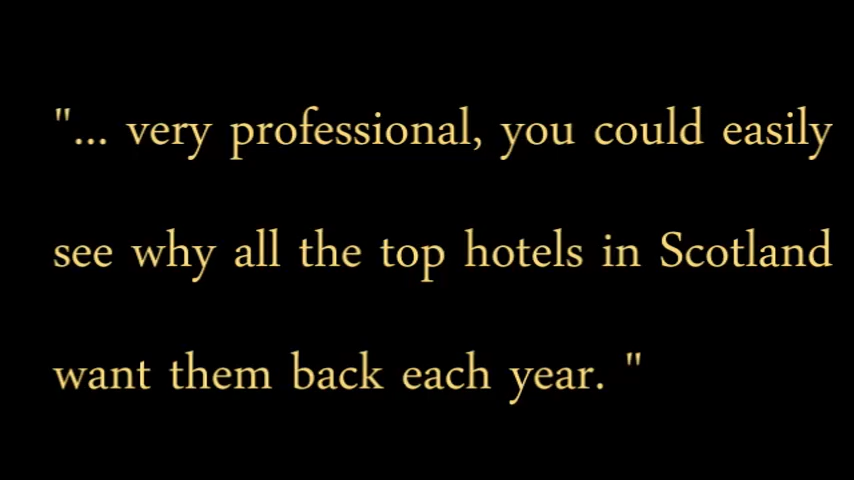 "... very professional, you could easily
see why all the top hotels in Scotland
want them back each year. "